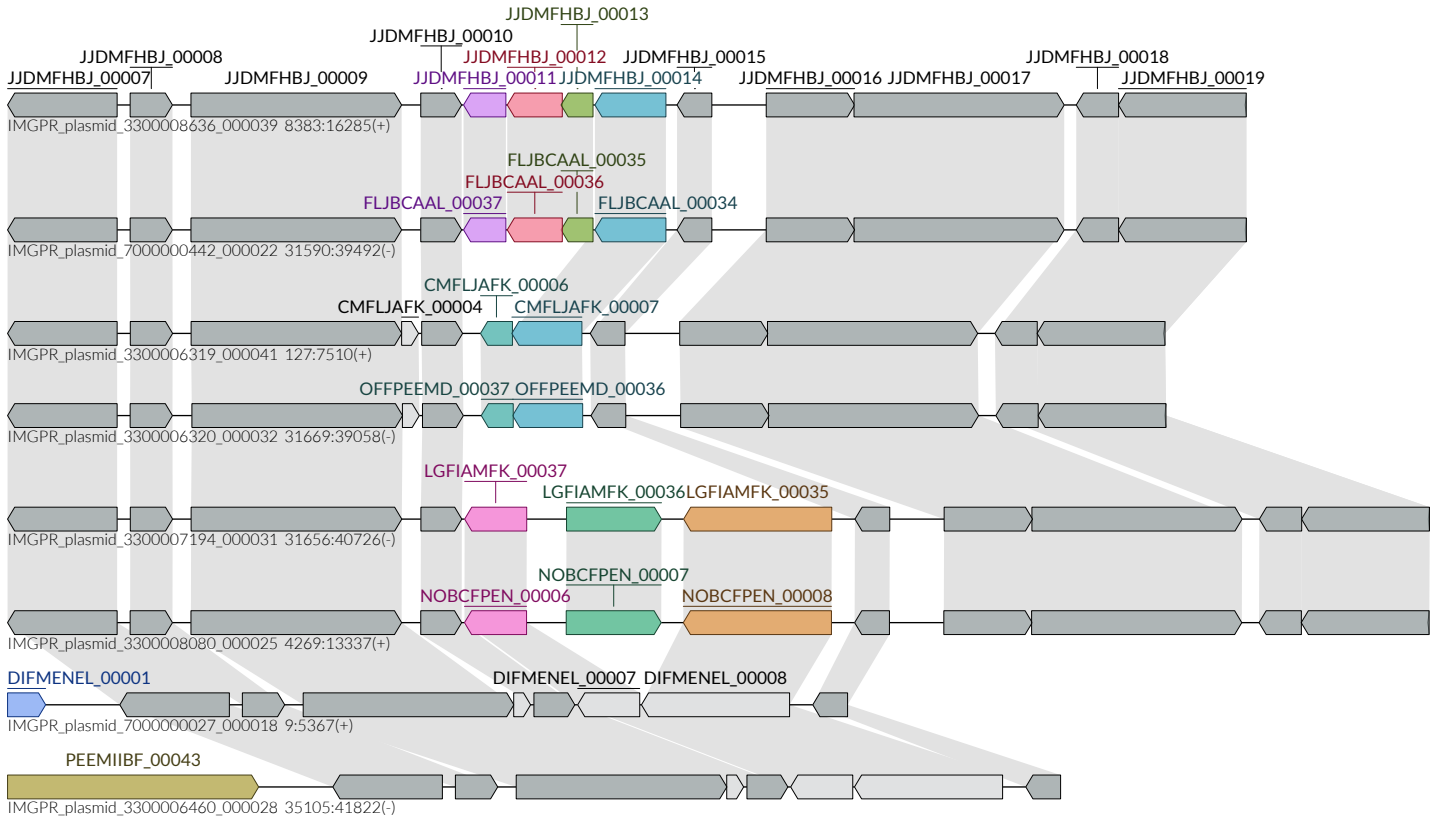 JJDMFHBJ_00013
JJDMFHBJ_00010
JJDMFHBJ_00008 JJDMFHBJ_00012 JJDMFHBJ_00015 JJDMFHBJ_00018
JJDMFHBJ_00007 JJDMFHBJ_00009 JJDMFHBJ_00011 JJDMFHBJ_00014 JJDMFHBJ_00016 JJDMFHBJ_00017 JJDMFHBJ_00019
IMGPR_plasmid_3300008636_000039 8383:16285(+)
FLJBCAAL_00035
FLJBCAAL_00036
FLJBCAAL_00037 FLJBCAAL_00034
IMGPR_plasmid_7000000442_000022 31590:39492(-)
CMFLJAFK_00006
CMFLJAFK_00004 CMFLJAFK_00007
IMGPR_plasmid_3300006319_000041 127:7510(+)
OFFPEEMD_00037 OFFPEEMD_00036
IMGPR_plasmid_3300006320_000032 31669:39058(-)
LGFIAMFK_00037
LGFIAMFK_00036 LGFIAMFK_00035
IMGPR_plasmid_3300007194_000031 31656:40726(-)
NOBCFPEN_00007
NOBCFPEN_00006 NOBCFPEN_00008
IMGPR_plasmid_3300008080_000025 4269:13337(+)
DIFMENEL_00001 DIFMENEL_00007 DIFMENEL_00008
IMGPR_plasmid_7000000027_000018 9:5367(+)
PEEMIIBF_00043
IMGPR_plasmid_3300006460_000028 35105:41822(-)